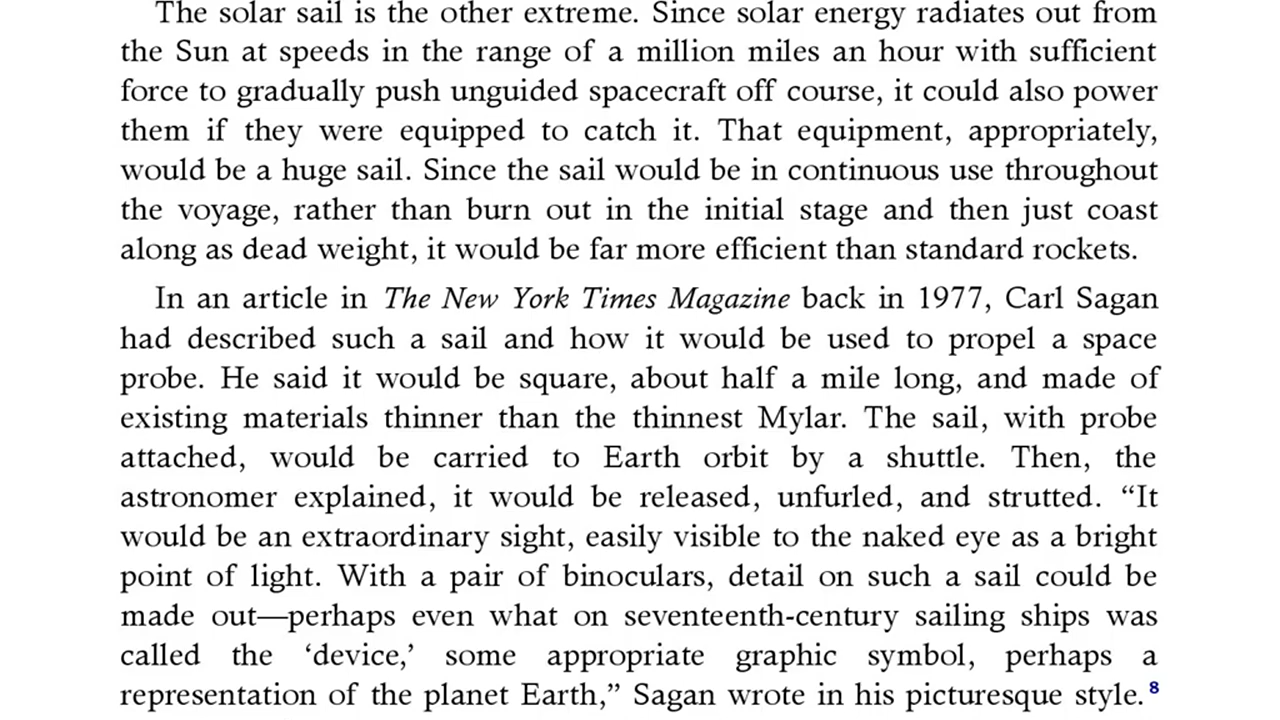 The solar sail is the other extreme. Since solar energy radiates out from
the Sun at speeds in the range of a million miles an hour with sufficient
force to gradually push unguided spacecraft off course, it could also power
them if they were equipped to catch it. That equipment, appropriately,
would be a huge sail. Since the sail would be in continuous use throughout
the voyage, rather than burn out in the initial stage and then just coast
along as dead weight, it would be far more efficient than standard rockets.
In an article in The New York Times Magazine back in 1977, Carl Sagan
had described such a sail and how it would be used to propel a space
probe. He said it would be square, about half a mile long, and made of
existing materials thinner than the thinnest Mylar. The sail, with probe
attached, would be carried to Earth orbit by a shuttle. Then, the
astronomer explained, it would be released, unfurled, and strutted. “It
would be an extraordinary sight, easily visible to the naked eye as a bright
point of light. With a pair of binoculars, detail on such a sail could be
made out—perhaps even what on seventeenth-century sailing ships was
called the ‘device,’ some appropriate graphic symbol, perhaps a
representation of the planet Earth,” Sagan wrote in his picturesque style.8